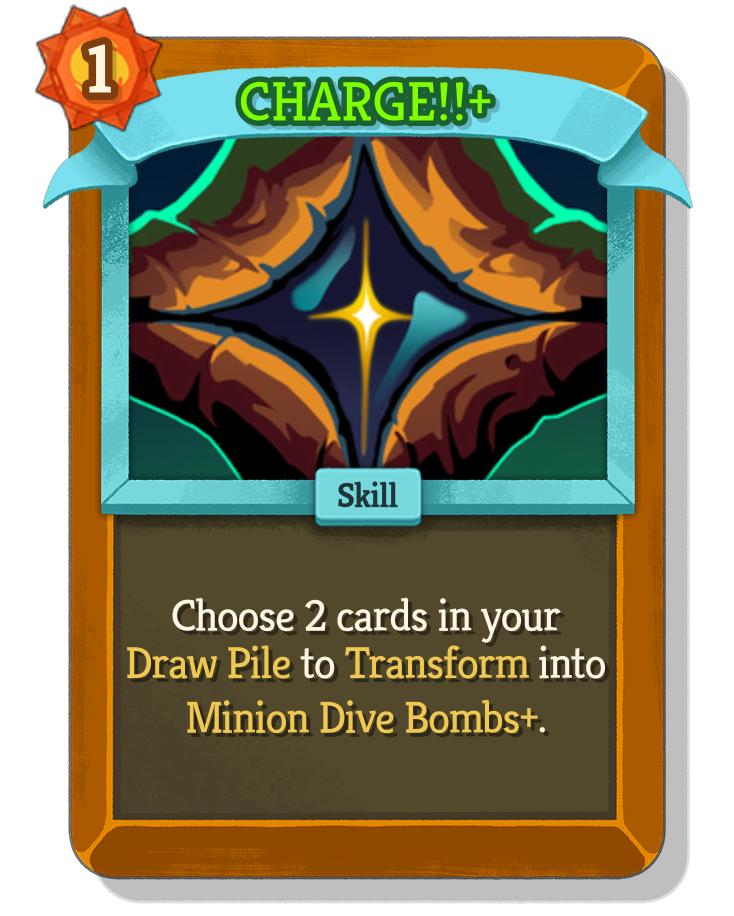 1
CHARGE!!+
Skill
Choose 2 cards in your
Draw Pile to Transform into
Minion Dive Bombs+.